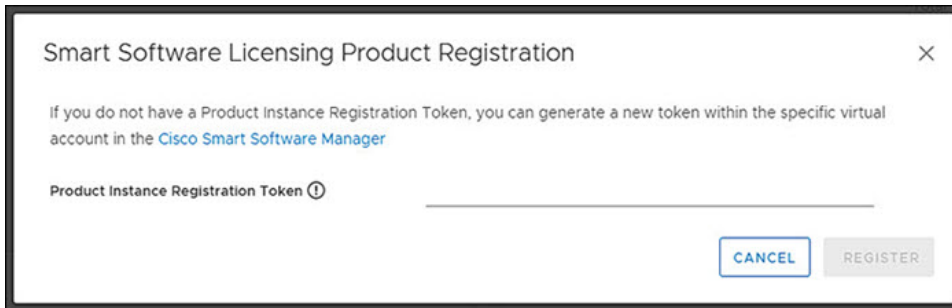 Smart Software Licensing Product Registration
If you do not have a Product Instance Registration Token, you can generate a new token within the specific virtual
account in the Cisco Smart Software Manager
Product Instance Registration Token
CANCEL REGISTER